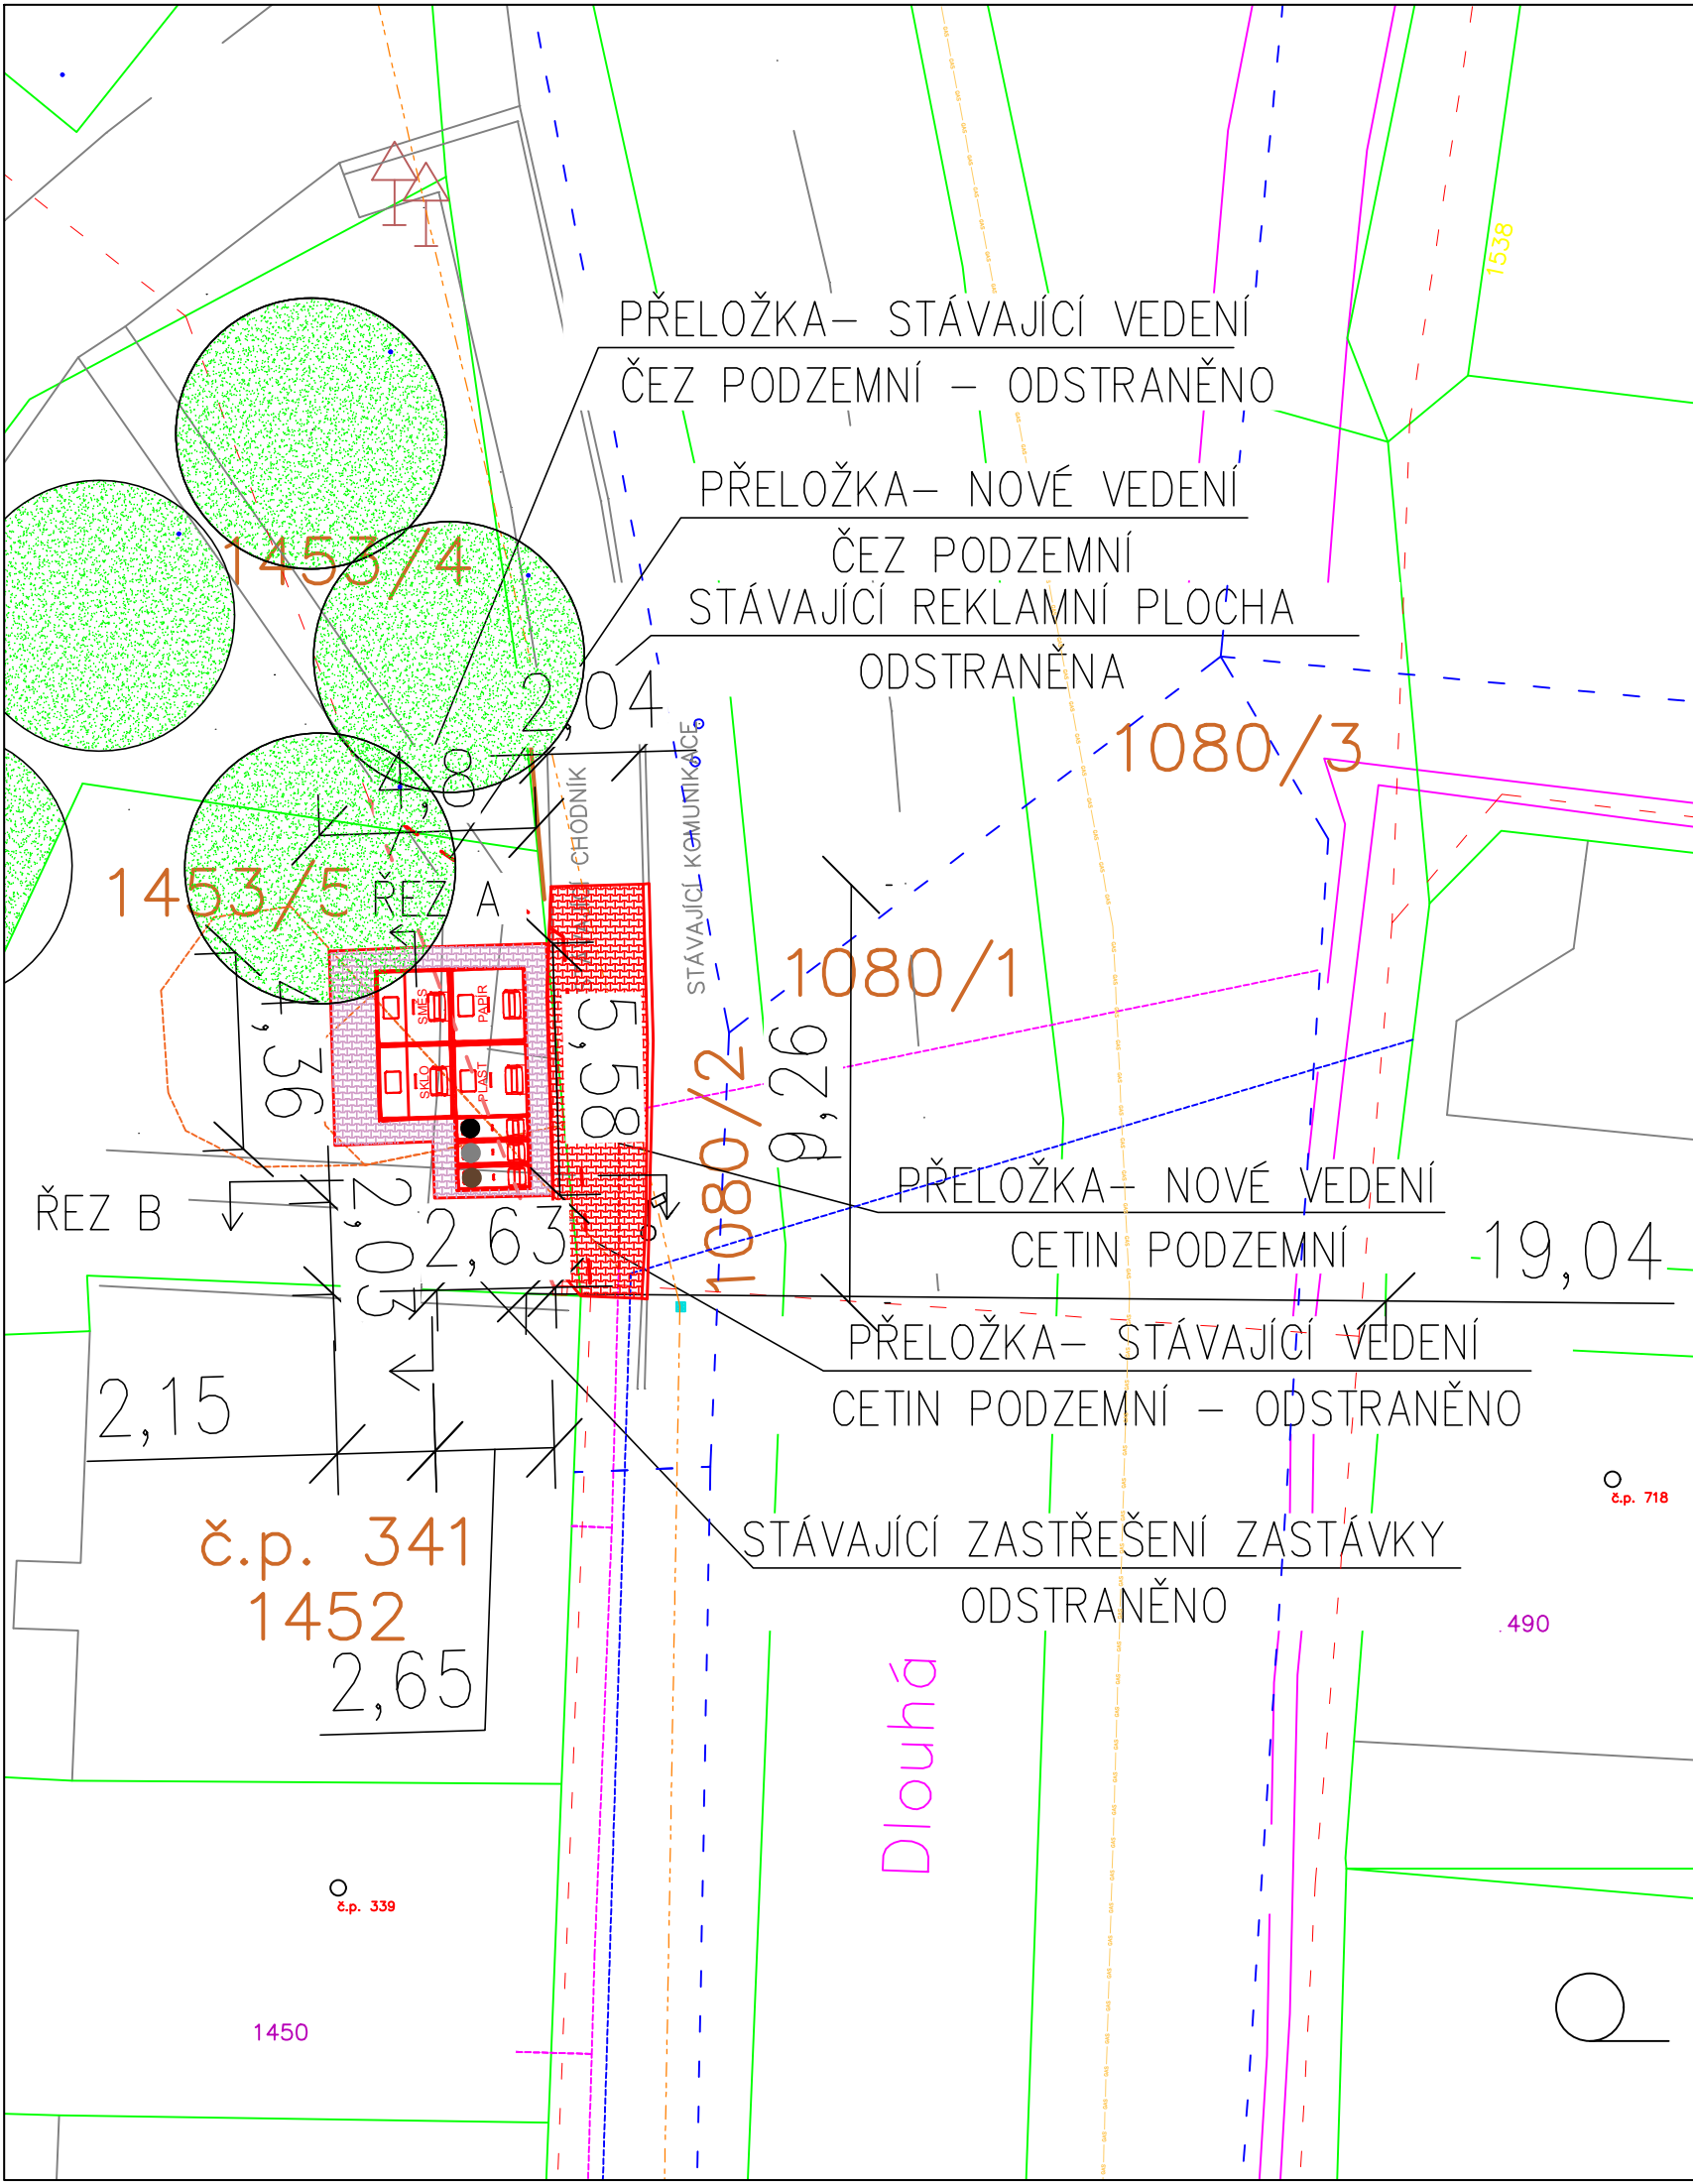 1538
PŘELOŽKA– STÁVAJÍCÍ VEDENÍ
ČEZ PODZEMNÍ – ODSTRANĚNO
PŘELOŽKA– NOVÉ VEDENÍ
ČEZ PODZEMNÍ
1453/4
STÁVAJÍCÍ REKLAMNÍ PLOCHA
ODSTRANĚNA
2,04
1080/3
4,8
CHODNÍK
STÁVAJÍCÍ KOMUNIKACE
1453/5
ŘEZ A
1080/1
4,36
SMĚS
PAPÍR
SKLO
PLAST
5,58
9,26
1080/2
PŘELOŽKA– NOVÉ VEDENÍ
CETIN PODZEMNÍ
ŘEZ B
2,03
2,63
19,04
PŘELOŽKA– STÁVAJÍCÍ VEDENÍ
CETIN PODZEMNÍ – ODSTRANĚNO
2,15
č.p. 718
č.p. 341
1452
STÁVAJÍCÍ ZASTŘEŠENÍ ZASTÁVKY
ODSTRANĚNO
490
2,65
Dlouhá
č.p. 339
1450